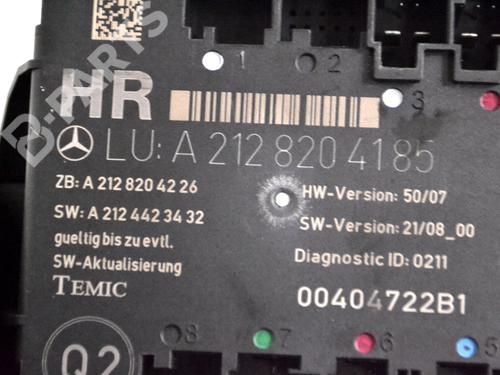 B-PARTS
1 2
3
HR
LU: A 212 820 41 85
ZB: A 212 820 42 26
SW: A 212 442 34 32
gueltig bis zu evtl.
SW-Aktualisierung
TEMIC
HW-Version: 50/07
SW-Version: 21/08_00
Diagnostic ID: 0211
00404722B1
8 7 6 5
Q2